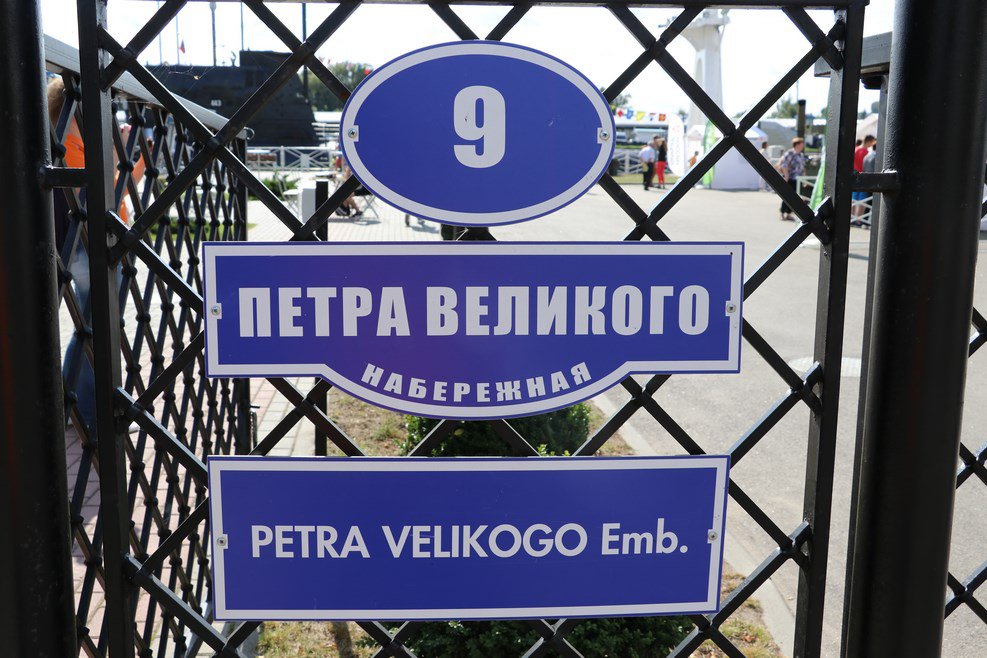 9
ПЕТРА ВЕЛИКОГО
НАБЕРЕЖНАЯ
PETRA VELIKOGO Emb.